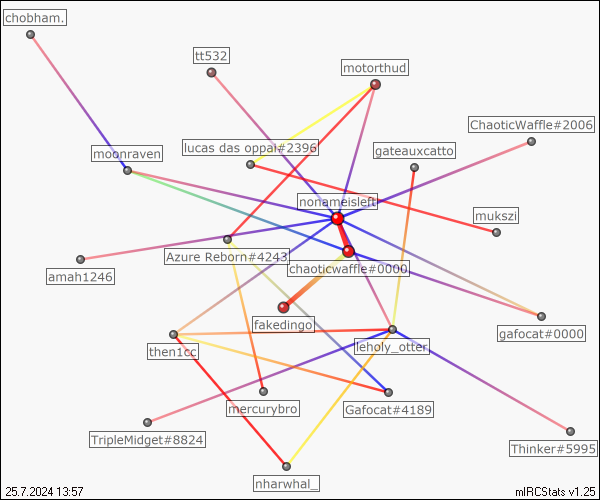 chobham.
tt532
motorthud
ChaoticWaffle#2006
lucas das oppai#2396
gateauxcatto
moonraven
nonameisleft
mukszi
Azure Reborn#4243
chaoticwaffle#0000
amah1246
fakedingo
gafocat#0000
then1cc
leholy_otter
mercurybro
Gafocat#4189
TripleMidget#8824
Thinker#5995
nharwhal_
25.7.2024 13:57
mIRCStats v1.25